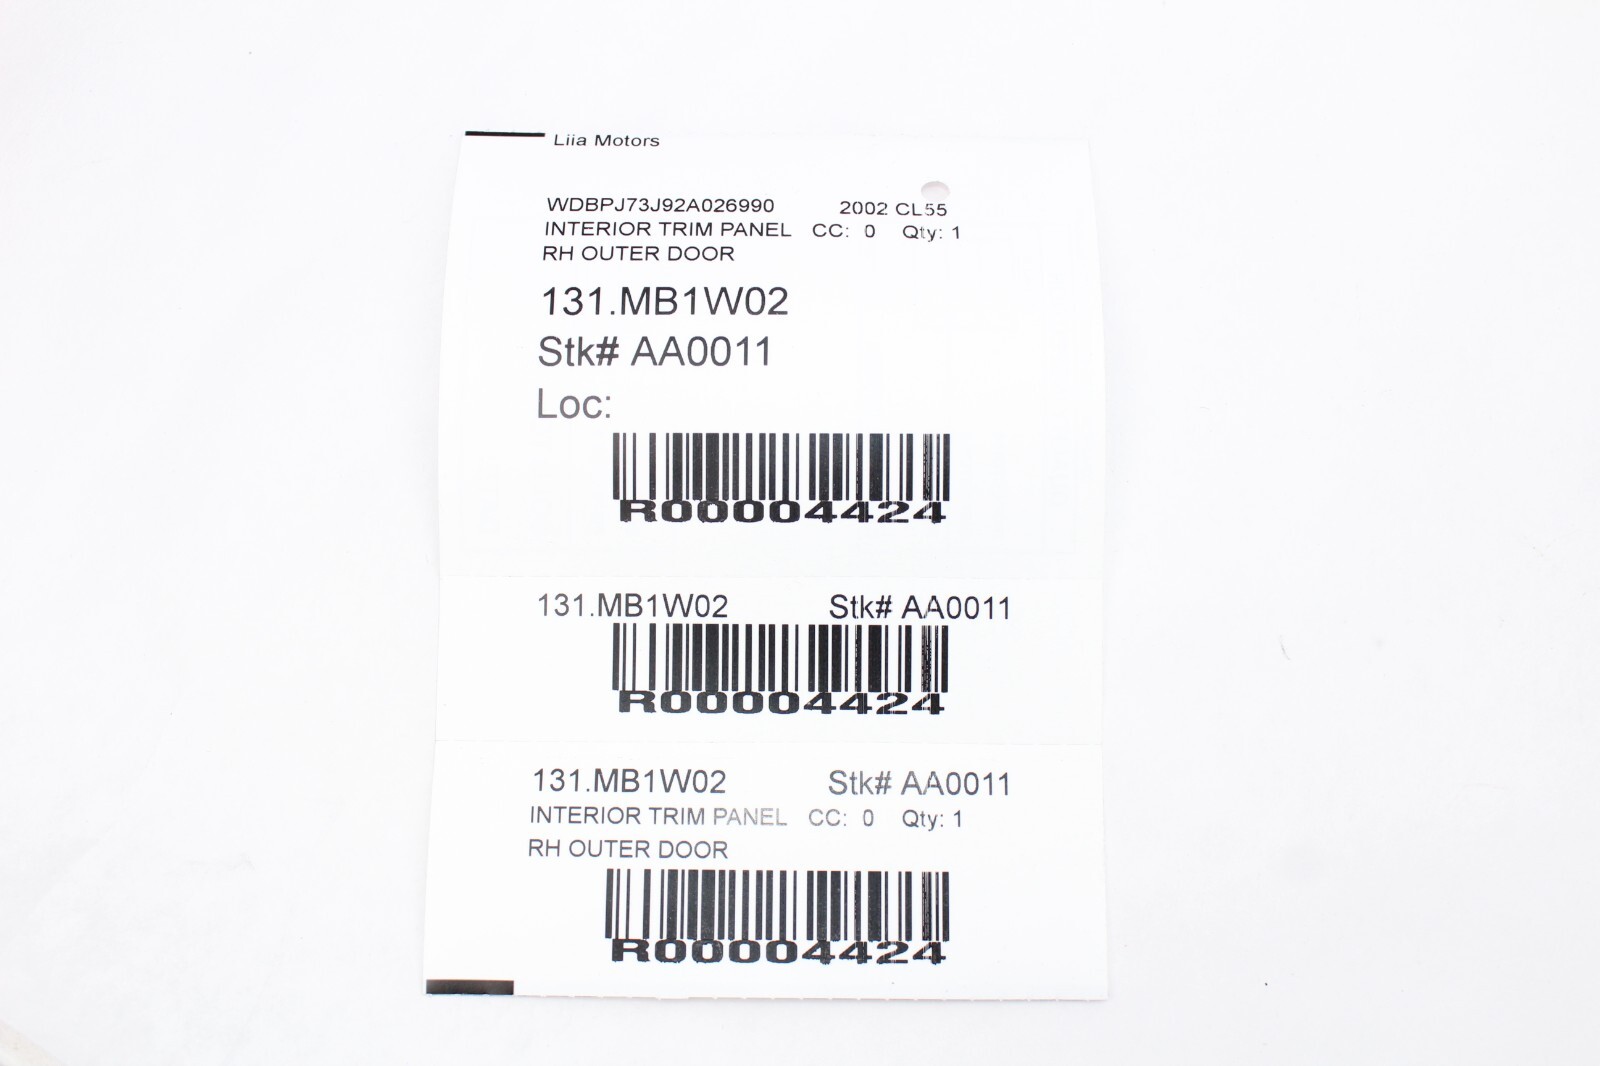 Liia Motors
WDBPJ73J92A026990 2002 CL55
INTERIOR TRIM PANEL CC: 0 Qty: 1
RH OUTER DOOR
131.MB1W02
Stk# AA0011
Loc:
R00004424
131.MB1W02 Stk# AA0011
R00004424
131.MB1W02 Stk# AA0011
INTERIOR TRIM PANEL CC: 0 Qty: 1
RH OUTER DOOR
R00004424